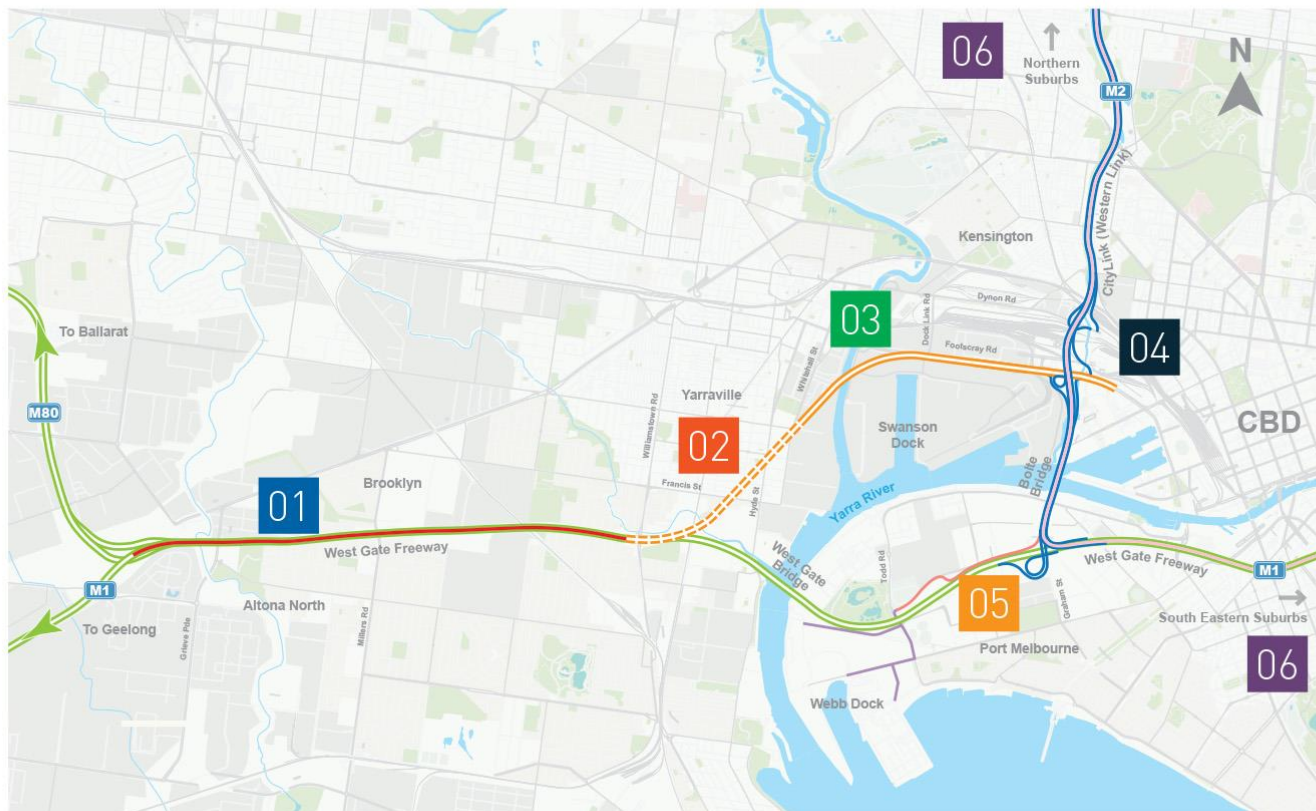 06
Northern
Suburbs
N
M2
CityLink (Western Link)
Kensington
Dynon Rd
Dock Link Rd
03
Footscray Rd
04
To Ballarat
Whitehall St
Williamstown Rd
Yarraville
M80
02
Swanson
Dock
CBD
Bolte
Bridge
Brooklyn
Francis St
Hyde St
01
Yarra River
West Gate Freeway
West Gate
Bridge
Todd Rd
West Gate Freeway
M1
M1
05
Graham St
Altona North
To Geelong
Grieve Pde
Millers Rd
South Eastern Suburbs
Port Melbourne
06
Webb Dock